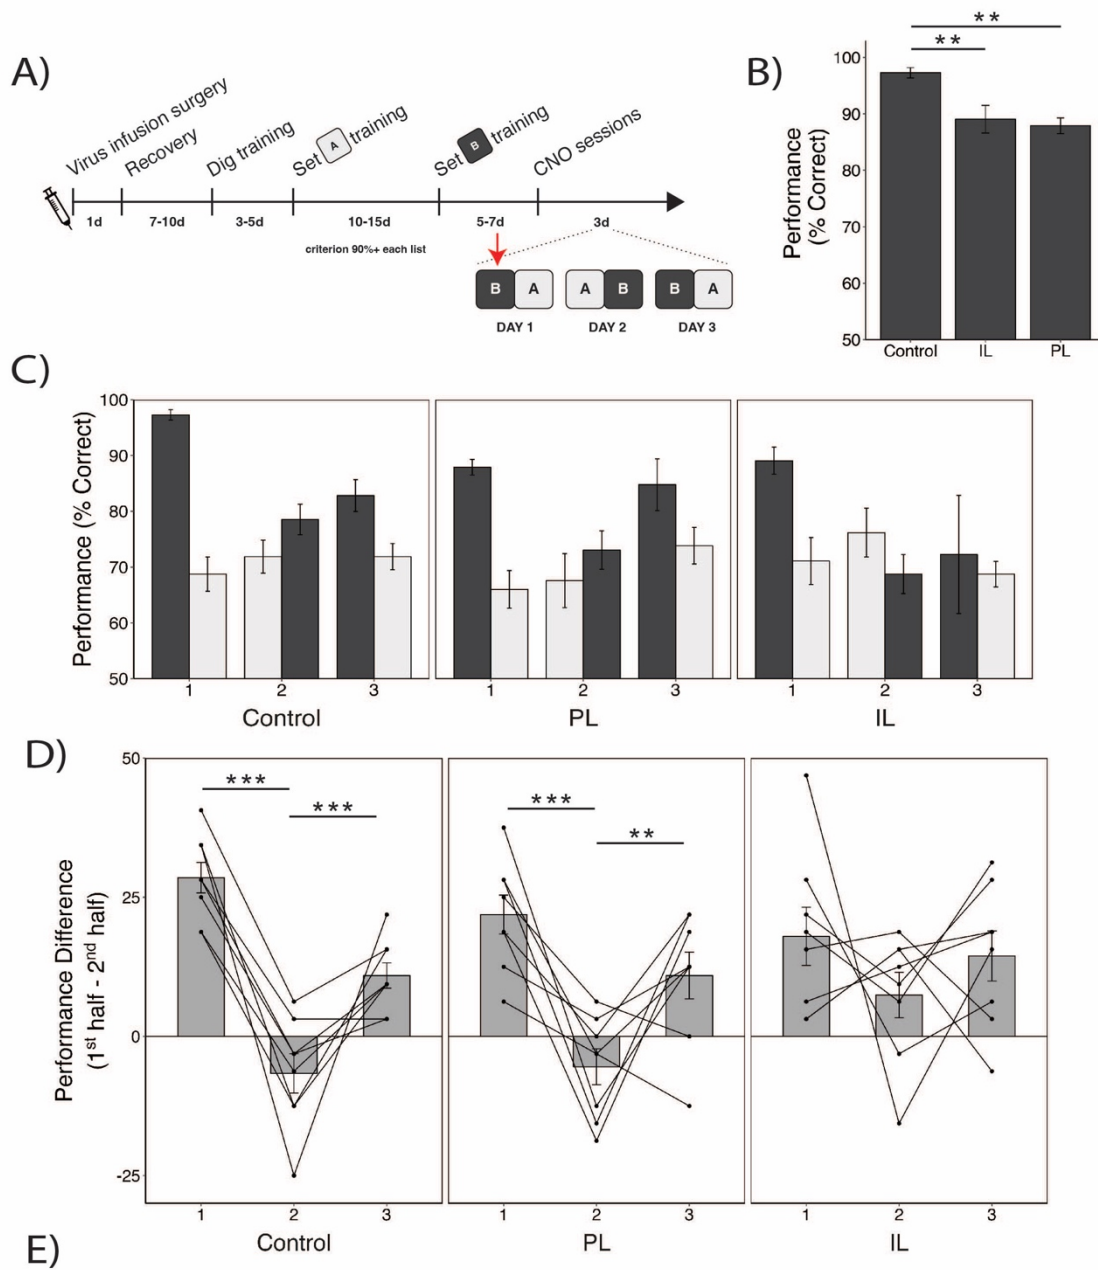 A)
Virus infusion surgery
Recovery
Dig training
Set A training
Set B training
CNO sessions
1d
7-10d
3-5d
10-15d
5-7d
3d
criterion 90%+ each list
B A
A B
B A
DAY 1
DAY 2
DAY 3
B)
Performance
(% Correct)
**
**
100
90
80
70
60
50
Control
IL
PL
C)
Performance (% Correct)
100
90
80
70
60
50
1 2 3
1 2 3
1 2 3
Control
PL
IL
D)
Performance Difference
(1st half - 2nd half)
50
25
0
-25
***
***
***
**
1 2 3
1 2 3
1 2 3
Control
PL
IL
E)